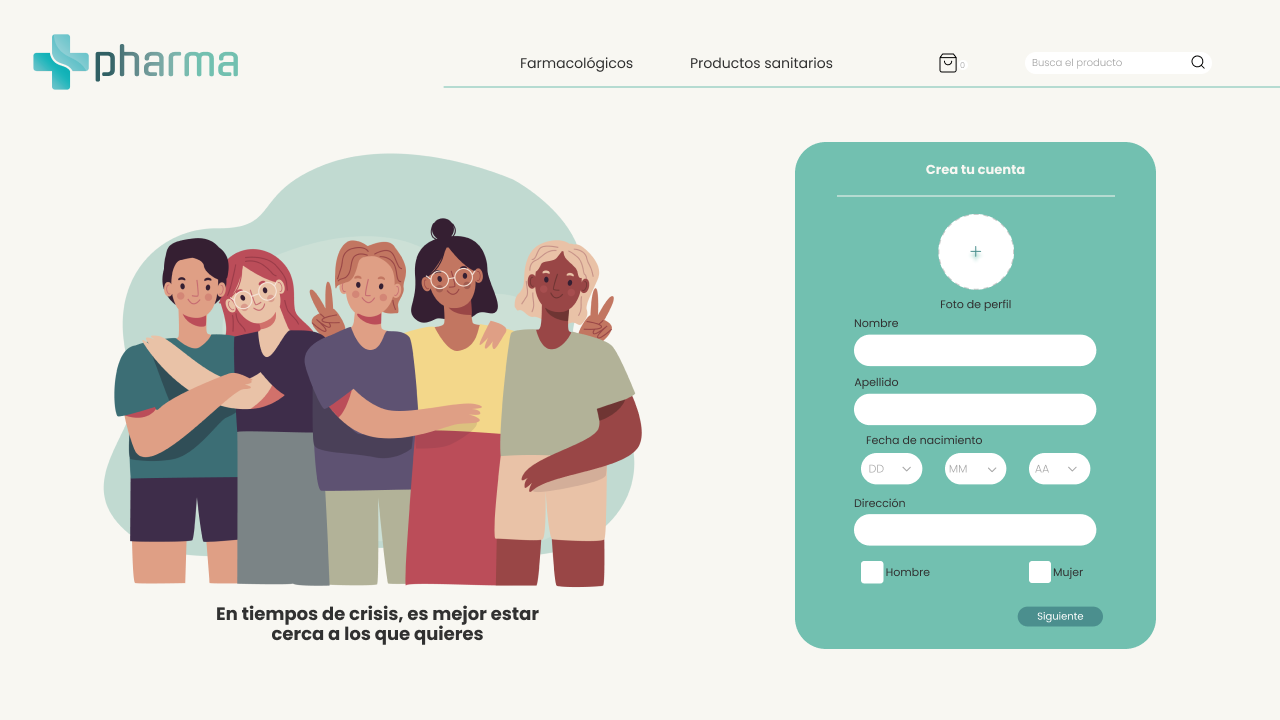 pharma
Farmacológicos
Productos sanitarios
0
Busca el producto
Crea tu cuenta
+
Foto de perfil
Nombre
Apellido
Fecha de nacimiento
DD
MM
AA
Dirección
Hombre
Mujer
Siguiente
En tiempos de crisis, es mejor estar
cerca a los que quieres